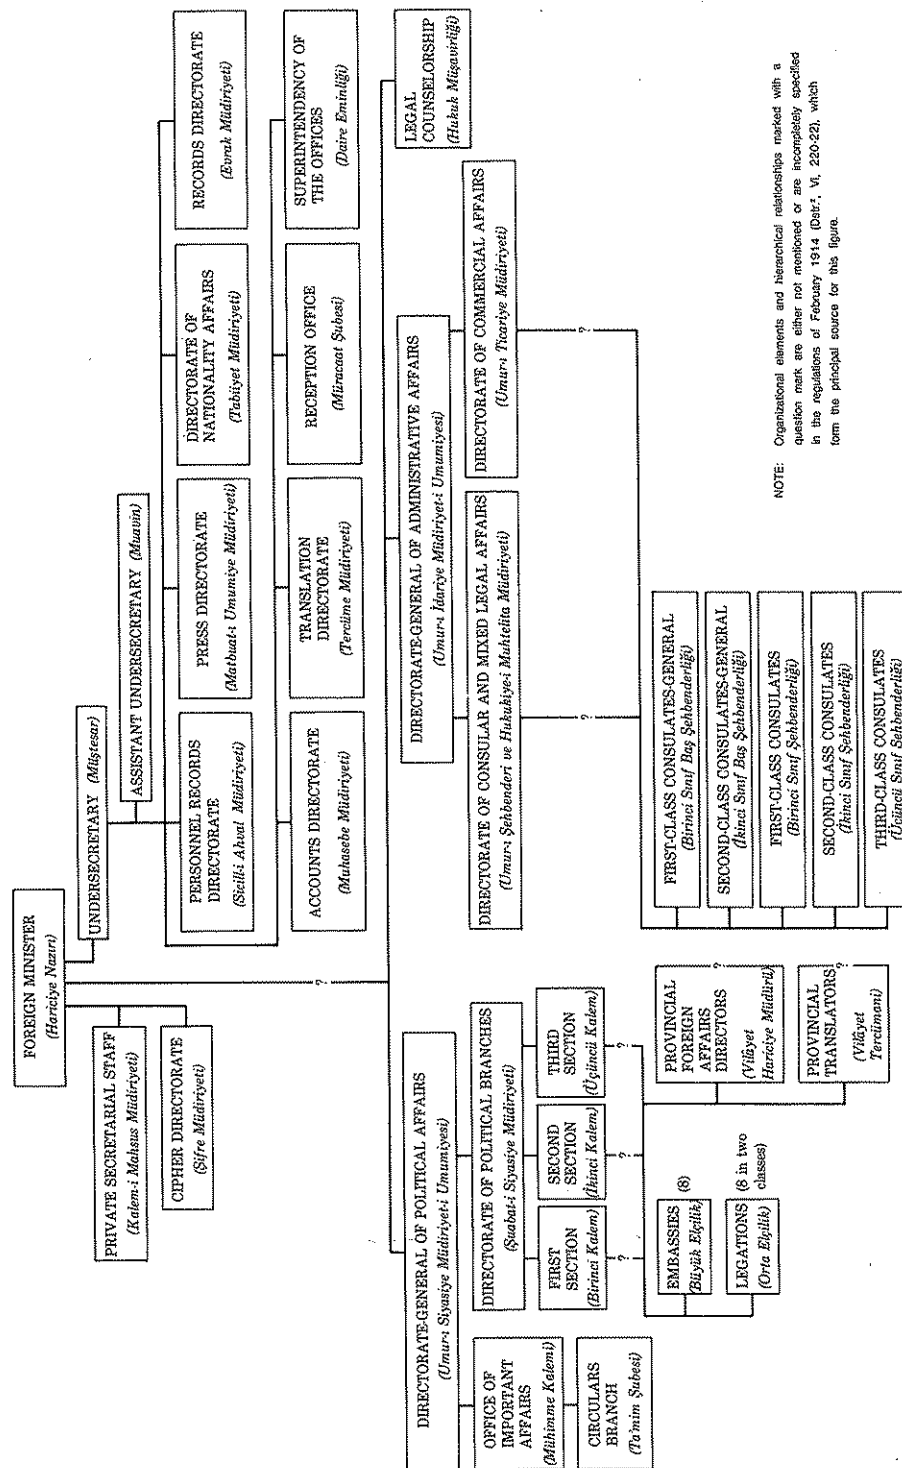 FOREIGN MINISTER
(Hariciye Nazırı)
PRIVATE SECRETARIAL STAFF
(Kalem-i Mahsus Müdiriyeti)
CIPHER DIRECTORATE
(Şifre Müdiriyeti)
UNDERSECRETARY (Müsteşar)
ASSISTANT UNDERSECRETARY (Muavin)
PERSONNEL RECORDS
DIRECTORATE
(Sicill-i Ahval Müdiriyeti)
PRESS DIRECTORATE
(Matbuat-ı Umumiye Müdiriyeti)
DIRECTORATE OF
NATIONALITY AFFAIRS
(Tabiiyet Müdiriyeti)
RECORDS DIRECTORATE
(Evrak Müdiriyeti)
ACCOUNTS DIRECTORATE
(Muhasebe Müdiriyeti)
TRANSLATION
DIRECTORATE
(Tercüme Müdiriyeti)
RECEPTION OFFICE
(Müracaat Şubesi)
SUPERINTENDENCY OF
THE OFFICES
(Daire Eminliği)
?
DIRECTORATE-GENERAL OF POLITICAL AFFAIRS
(Umur-ı Siyasiye Müdiriyet-i Umumiyesi)
DIRECTORATE-GENERAL OF ADMINISTRATIVE AFFAIRS
(Umur-ı İdariye Müdiriyet-i Umumiyesi)
LEGAL
COUNSELORSHIP
(Hukuk Müşavirliği)
OFFICE OF
IMPORTANT
AFFAIRS
(Mühimme Kalemi)
CIRCULARS
BRANCH
(Ta'mim Şubesi)
DIRECTORATE OF POLITICAL BRANCHES
(Şuabat-i Siyasiye Müdiriyeti)
FIRST
SECTION
(Birinci Kalem)
SECOND
SECTION
(İkinci Kalem)
THIRD
SECTION
(Üçüncü Kalem)
?
?
?
EMBASSIES (8)
(Büyük Elçilik)
LEGATIONS (8 in two
(Orta Elçilik) classes)
?
PROVINCIAL
FOREIGN
AFFAIRS
DIRECTORS
(Vilâyet
Hariciye Müdürü)
?
PROVINCIAL
TRANSLATORS
(Vilâyet
Tercümani)
DIRECTORATE OF CONSULAR AND MIXED LEGAL AFFAIRS
(Umur-ı Şehbenderi ve Hukukiye-i Muhtelita Müdiriyeti)
DIRECTORATE OF COMMERCIAL AFFAIRS
(Umur-ı Ticariye Müdiriyeti)
?
?
FIRST-CLASS CONSULATES-GENERAL
(Birinci Sınıf Baş Şehbenderliği)
SECOND-CLASS CONSULATES-GENERAL
(İkinci Sınıf Baş Şehbenderliği)
FIRST-CLASS CONSULATES
(Birinci Sınıf Şehbenderliği)
SECOND-CLASS CONSULATES
(İkinci Sınıf Şehbenderliği)
THIRD-CLASS CONSULATES
(Üçüncü Sınıf Şehbenderliği)
NOTE: Organizational elements and hierarchical relationships marked with a
question mark are either not mentioned or are incompletely specified
in the regulations of February 1914 (Dstr.², VI, 220-22), which
form the principal source for this figure.